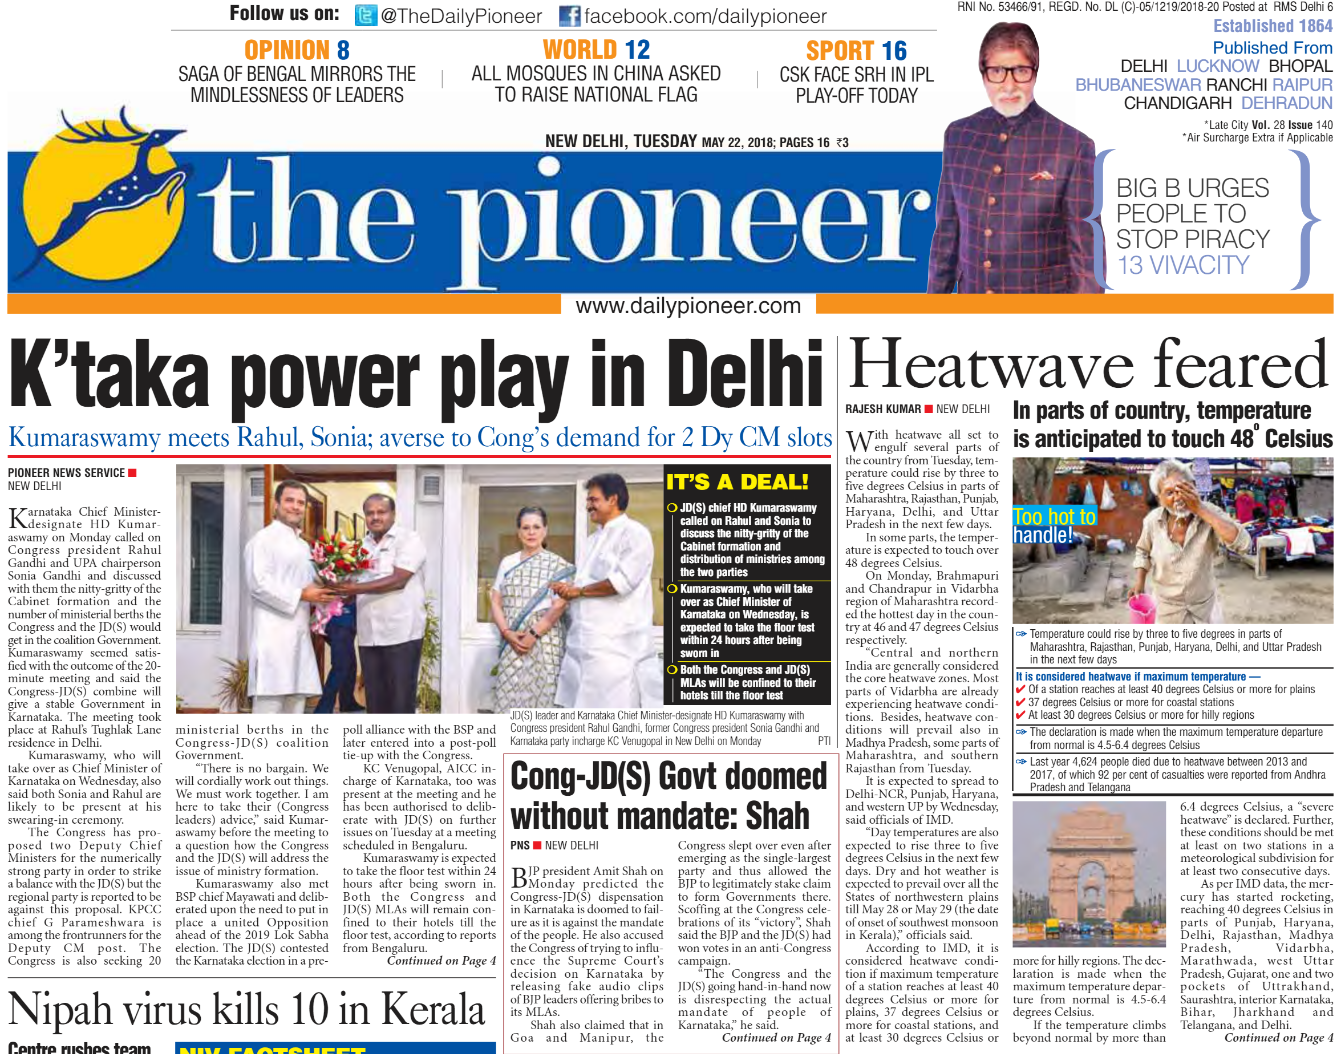 Follow us on: @TheDailyPioneer facebook.com/dailypioneer
RNI No. 53466/91, REGD. No. DL (C)-05/1219/2018-20 Posted at RMS Delhi 6
OPINION 8
SAGA OF BENGAL MIRRORS THE
MINDLESSNESS OF LEADERS
WORLD 12
ALL MOSQUES IN CHINA ASKED
TO RAISE NATIONAL FLAG
SPORT 16
CSK FACE SRH IN IPL
PLAY-OFF TODAY
Established 1864
Published From
DELHI LUCKNOW BHOPAL
BHUBANESWAR RANCHI RAIPUR
CHANDIGARH DEHRADUN
*Late City Vol. 28 Issue 140
*Air Surcharge Extra if Applicable
NEW DELHI, TUESDAY MAY 22, 2018; PAGES 16 ₹3
the pioneer
BIG B URGES
PEOPLE TO
STOP PIRACY
13 VIVACITY
www.dailypioneer.com
K'taka power play in Delhi
Kumaraswamy meets Rahul, Sonia; averse to Cong's demand for 2 Dy CM slots
PIONEER NEWS SERVICE
NEW DELHI
Karnataka Chief Minister-
designate HD Kumar-
aswamy on Monday called on
Congress president Rahul
Gandhi and UPA chairperson
Sonia Gandhi and discussed
with them the nitty-gritty of the
Cabinet formation and the
number of ministerial berths the
Congress and the JD(S) would
get in the coalition Government.
Kumaraswamy seemed satis-
fied with the outcome of the 20-
minute meeting and said the
Congress-JD(S) combine will
give a stable Government in
Karnataka. The meeting took
place at Rahul's Tughlak Lane
residence in Delhi.
Kumaraswamy, who will
take over as Chief Minister of
Karnataka on Wednesday, also
said both Sonia and Rahul are
likely to be present at his
swearing-in ceremony.
The Congress has pro-
posed two Deputy Chief
Ministers for the numerically
strong party in order to strike
a balance with the JD(S) but the
regional party is reported to be
against this proposal. KPCC
chief G Parameshwara is
among the frontrunners for the
Deputy CM post. The
Congress is also seeking 20
ministerial berths in the
Congress-JD(S) coalition
Government.
"There is no bargain. We
will cordially work out things.
We must work together. I am
here to take their (Congress
leaders) advice," said Kumar-
aswamy before the meeting to
a question how the Congress
and the JD(S) will address the
issue of ministry formation.
Kumaraswamy also met
BSP chief Mayawati and delib-
erated upon the need to put in
place a united Opposition
ahead of the 2019 Lok Sabha
election. The JD(S) contested
the Karnataka election in a pre-
poll alliance with the BSP and
later entered into a post-poll
tie-up with the Congress.
KC Venugopal, AICC in-
charge of Karnataka, too was
present at the meeting and he
has been authorised to delib-
erate with JD(S) on further
issues on Tuesday at a meeting
scheduled in Bengaluru.
Kumaraswamy is expected
to take the floor test within 24
hours after being sworn in.
Both the Congress and
JD(S) MLAs will remain con-
fined to their hotels till the
floor test, according to reports
from Bengaluru.
Continued on Page 4
IT'S A DEAL!
JD(S) chief HD Kumaraswamy
called on Rahul and Sonia to
discuss the nitty-gritty of the
Cabinet formation and
distribution of ministries among
the two parties
Kumaraswamy, who will take
over as Chief Minister of
Karnataka on Wednesday, is
expected to take the floor test
within 24 hours after being
sworn in
Both the Congress and JD(S)
MLAs will be confined to their
hotels till the floor test
JD(S) leader and Karnataka Chief Minister-designate HD Kumaraswamy with
Congress president Rahul Gandhi, former Congress president Sonia Gandhi and
Karnataka party incharge KC Venugopal in New Delhi on Monday PTI
Cong-JD(S) Govt doomed
without mandate: Shah
PNS NEW DELHI
BJP president Amit Shah on
Monday predicted the
Congress-JD(S) dispensation
in Karnataka is doomed to fail-
ure as it is against the mandate
of the people. He also accused
the Congress of trying to influ-
ence the Supreme Court's
decision on Karnataka by
releasing fake audio clips
of BJP leaders offering bribes to
its MLAs.
Shah also claimed that in
Goa and Manipur, the
Congress slept over even after
emerging as the single-largest
party and thus allowed the
BJP to legitimately stake claim
to form Governments there.
Scoffing at the Congress cele-
brations of its "victory", Shah
said the BJP and the JD(S) had
won votes in an anti-Congress
campaign.
"The Congress and the
JD(S) going hand-in-hand now
is disrespecting the actual
mandate of people of
Karnataka," he said.
Continued on Page 4
Heatwave feared
RAJESH KUMAR NEW DELHI
With heatwave all set to
engulf several parts of
the country from Tuesday, tem-
perature could rise by three to
five degrees Celsius in parts of
Maharashtra, Rajasthan, Punjab,
Haryana, Delhi, and Uttar
Pradesh in the next few days.
In some parts, the temper-
ature is expected to touch over
48 degrees Celsius.
On Monday, Brahmapuri
and Chandrapur in Vidarbha
region of Maharashtra record-
ed the hottest day in the coun-
try at 46 and 47 degrees Celsius
respectively.
"Central and northern
India are generally considered
the core heatwave zones. Most
parts of Vidarbha are already
experiencing heatwave condi-
tions. Besides, heatwave con-
ditions will prevail also in
Madhya Pradesh, some parts of
Maharashtra, and southern
Rajasthan from Tuesday.
It is expected to spread to
Delhi-NCR, Punjab, Haryana,
and western UP by Wednesday,
said officials of IMD.
"Day temperatures are also
expected to rise three to five
degrees Celsius in the next few
days. Dry and hot weather is
expected to prevail over all the
States of northwestern plains
till May 28 or May 29 (the date
of onset of southwest monsoon
in Kerala)," officials said.
According to IMD, it is
considered heatwave condi-
tion if maximum temperature
of a station reaches at least 40
degrees Celsius or more for
plains, 37 degrees Celsius or
more for coastal stations, and
at least 30 degrees Celsius or
In parts of country, temperature
is anticipated to touch 48° Celsius
Too hot to
handle!
Temperature could rise by three to five degrees in parts of
Maharashtra, Rajasthan, Punjab, Haryana, Delhi, and Uttar Pradesh
in the next few days
It is considered heatwave if maximum temperature —
Of a station reaches at least 40 degrees Celsius or more for plains
37 degrees Celsius or more for coastal stations
At least 30 degrees Celsius or more for hilly regions
The declaration is made when the maximum temperature departure
from normal is 4.5-6.4 degrees Celsius
Last year 4,624 people died due to heatwave between 2013 and
2017, of which 92 per cent of casualties were reported from Andhra
Pradesh and Telangana
more for hilly regions. The dec-
laration is made when the
maximum temperature depar-
ture from normal is 4.5-6.4
degrees Celsius.
If the temperature climbs
beyond normal by more than
6.4 degrees Celsius, a "severe
heatwave" is declared. Further,
these conditions should be met
at least on two stations in a
meteorological subdivision for
at least two consecutive days.
As per IMD data, the mer-
cury has started rocketing,
reaching 40 degrees Celsius in
parts of Punjab, Haryana,
Delhi, Rajasthan, Madhya
Pradesh, Vidarbha,
Marathwada, west Uttar
Pradesh, Gujarat, one and two
pockets of Uttrakhand,
Saurashtra, interior Karnataka,
Bihar, Jharkhand and
Telangana, and Delhi.
Continued on Page 4
Nipah virus kills 10 in Kerala
Centre rushes team
NIV FACTSHEET